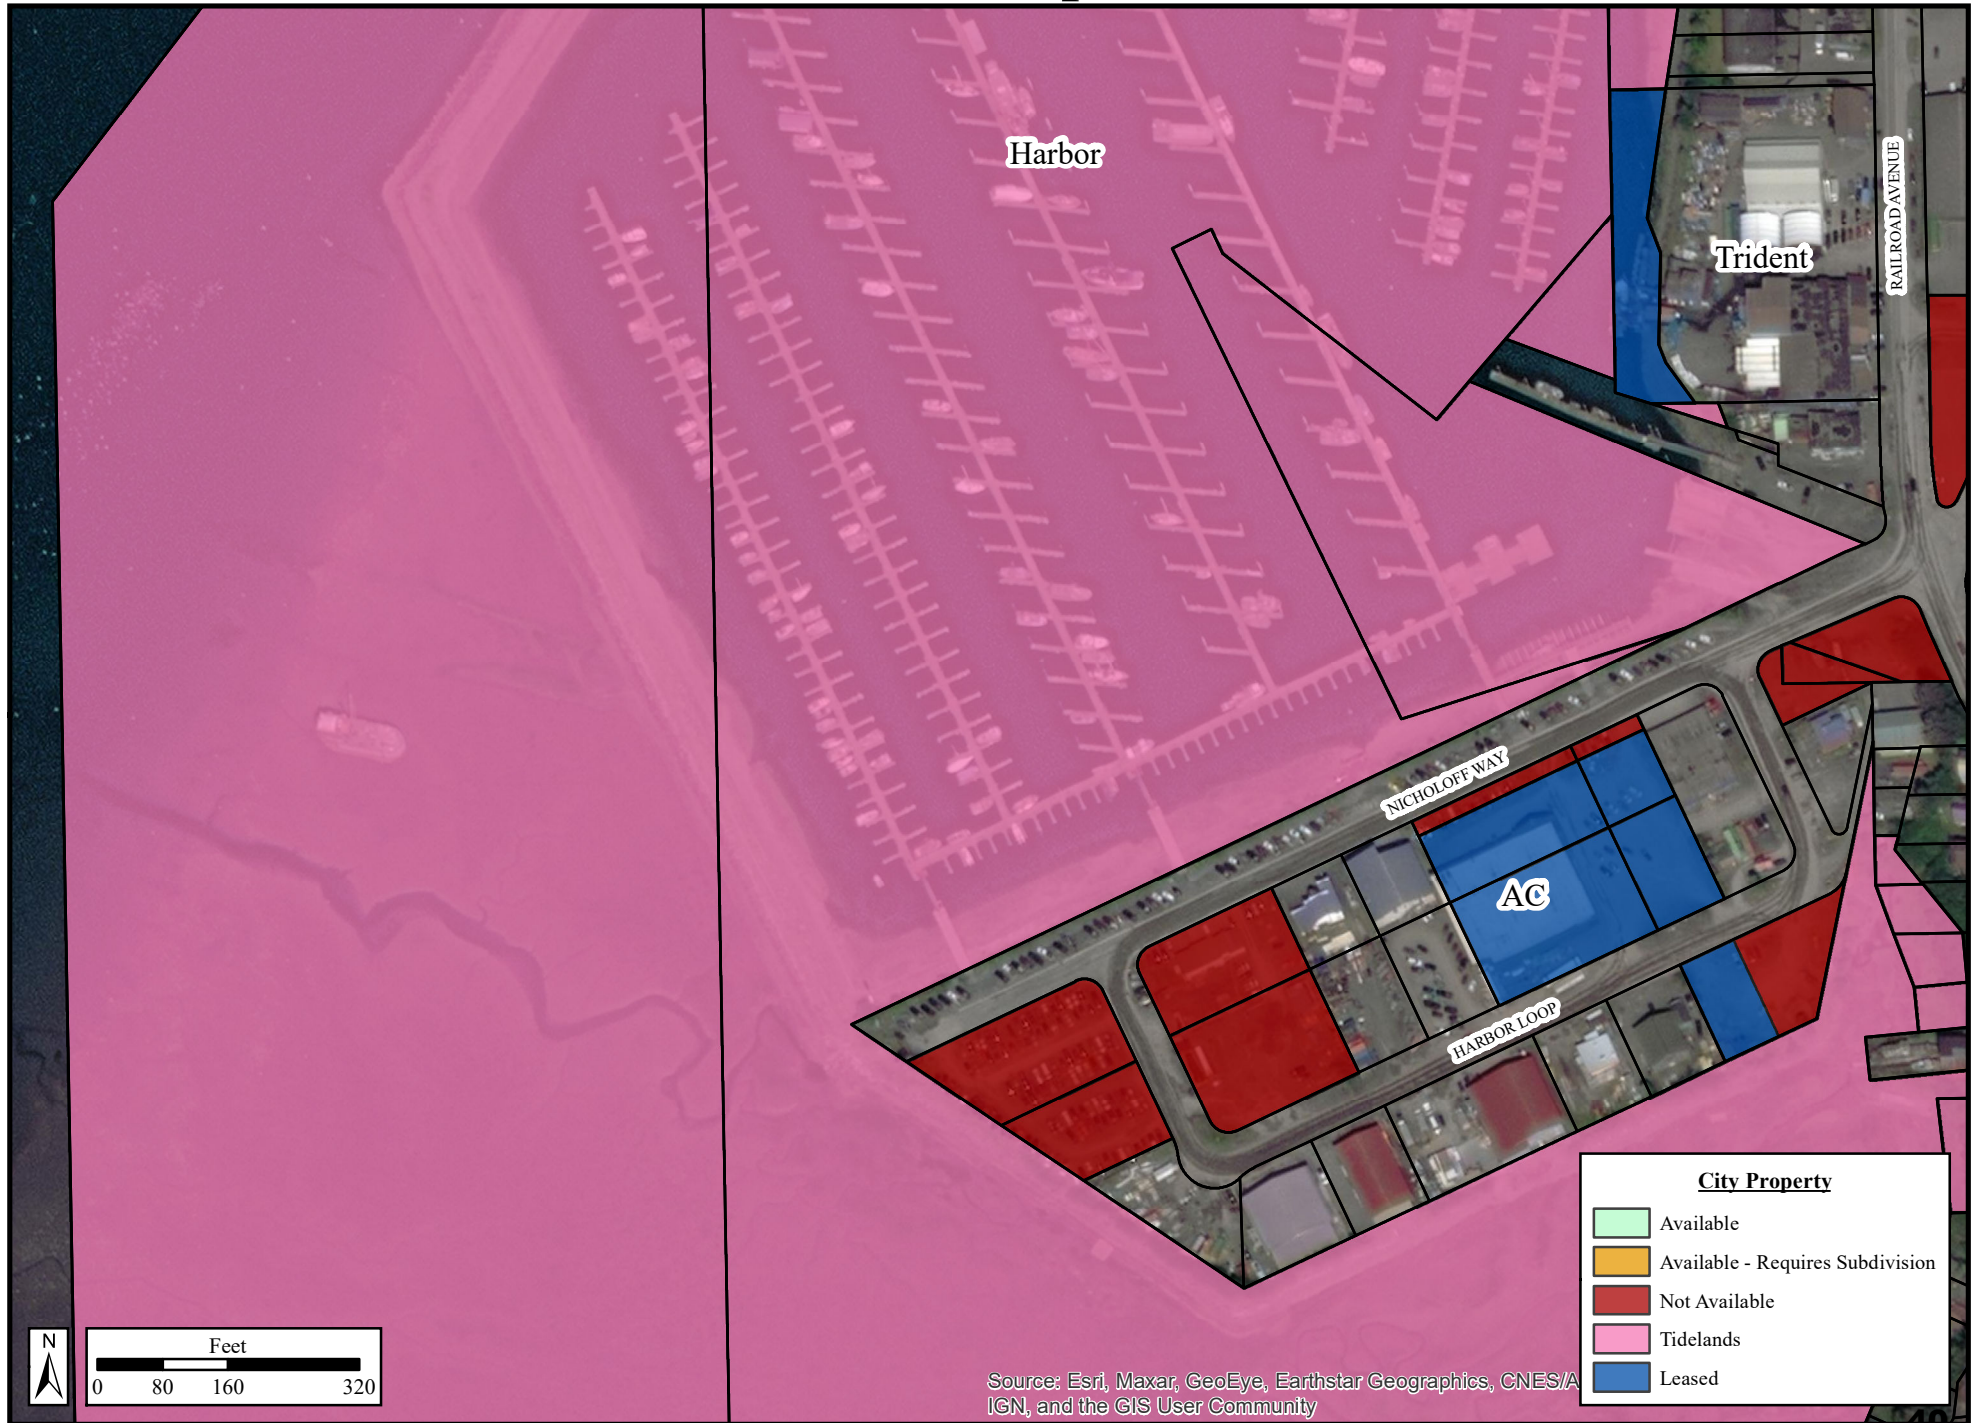 Harbor
RAILROAD AVENUE
Trident
NICHOLOFF WAY
AC
HARBOR LOOP
City Property
Available
Available - Requires Subdivision
Not Available
Tidelands
Leased
N
Feet
0 80 160 320
Source: Esri, Maxar, GeoEye, Earthstar Geographics, CNES/A
IGN, and the GIS User Community